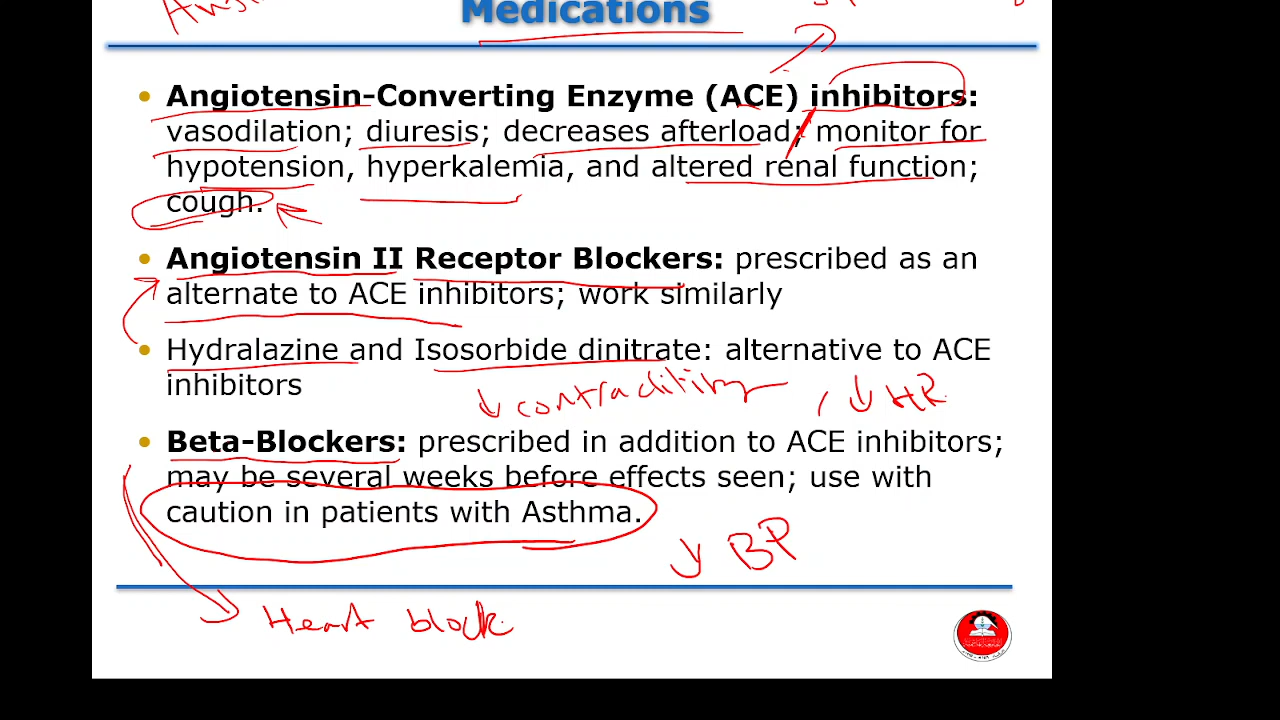 Medications
• Angiotensin-Converting Enzyme (ACE) inhibitors:
vasodilation; diuresis; decreases afterload; monitor for
hypotension, hyperkalemia, and altered renal function;
cough.
• Angiotensin II Receptor Blockers: prescribed as an
alternate to ACE inhibitors; work similarly
• Hydralazine and Isosorbide dinitrate: alternative to ACE
inhibitors
↓ contractility, ↓ HR
• Beta-Blockers: prescribed in addition to ACE inhibitors;
may be several weeks before effects seen; use with
caution in patients with Asthma.
↓ BP
Heart block